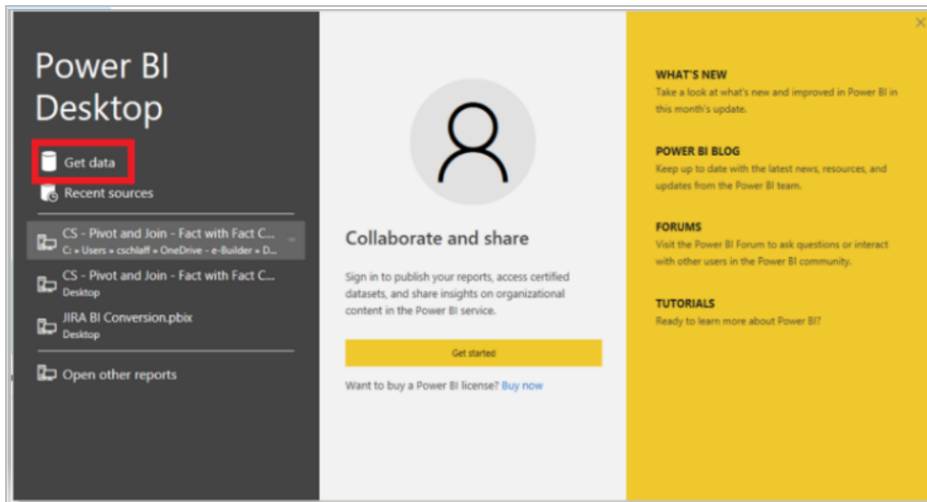 Power BI
Desktop
Get data
Recent sources
CS - Pivot and Join - Fact with Fact C...
C: » Users » cschlaff » OneDrive - e-Builder » D...
CS - Pivot and Join - Fact with Fact C...
Desktop
JIRA BI Conversion.pbix
Desktop
Open other reports
Collaborate and share
Sign in to publish your reports, access certified
datasets, and share insights on organizational
content in the Power BI service.
Get started
Want to buy a Power BI license? Buy now
WHAT'S NEW
Take a look at what's new and improved in Power BI in
this month's update.
POWER BI BLOG
Keep up to date with the latest news, resources, and
updates from the Power BI team.
FORUMS
Visit the Power BI Forum to ask questions or interact
with other users in the Power BI community.
TUTORIALS
Ready to learn more about Power BI?